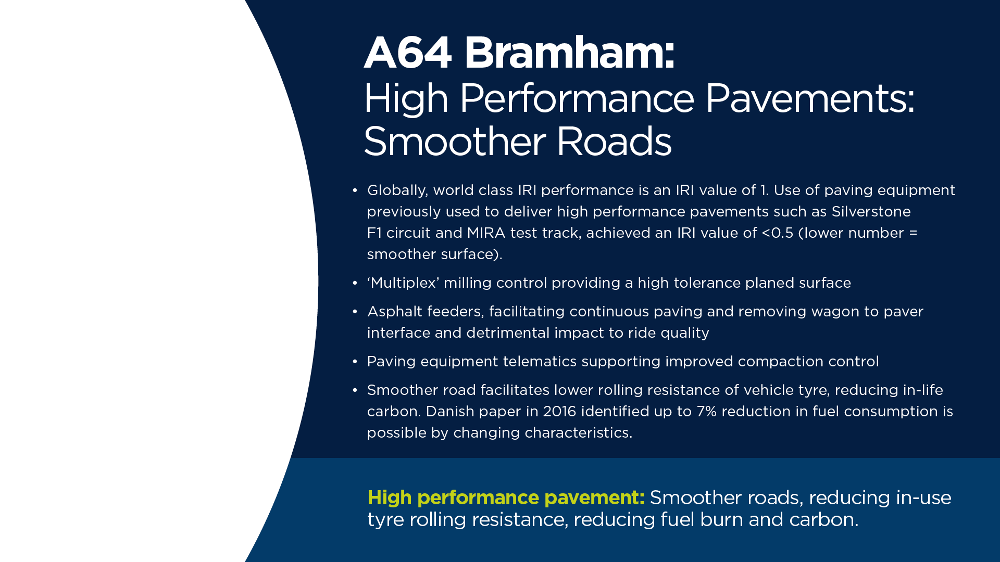 A64 Bramham:
High Performance Pavements:
Smoother Roads
• Globally, world class IRI performance is an IRI value of 1. Use of paving equipment
previously used to deliver high performance pavements such as Silverstone
F1 circuit and MIRA test track, achieved an IRI value of <0.5 (lower number =
smoother surface).
• ‘Multiplex’ milling control providing a high tolerance planed surface
• Asphalt feeders, facilitating continuous paving and removing wagon to paver
interface and detrimental impact to ride quality
• Paving equipment telematics supporting improved compaction control
• Smoother road facilitates lower rolling resistance of vehicle tyre, reducing in-life
carbon. Danish paper in 2016 identified up to 7% reduction in fuel consumption is
possible by changing characteristics.
High performance pavement: Smoother roads, reducing in-use
tyre rolling resistance, reducing fuel burn and carbon.